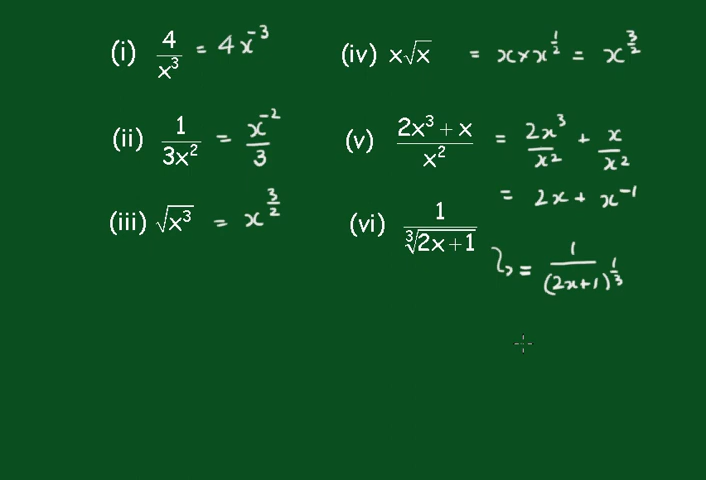 (i) 4/x³ = 4x⁻³
(ii) 1/3x² = x⁻²/3
(iii) √x³ = x^(3/2)
(iv) x√x = x × x^(1/2) = x^(3/2)
(v) 2x³ + x/x² = 2x³/x² + x/x²
= 2x + x⁻¹
(vi) 1/∛2x + 1
= 1/(2x+1)^(1/3)